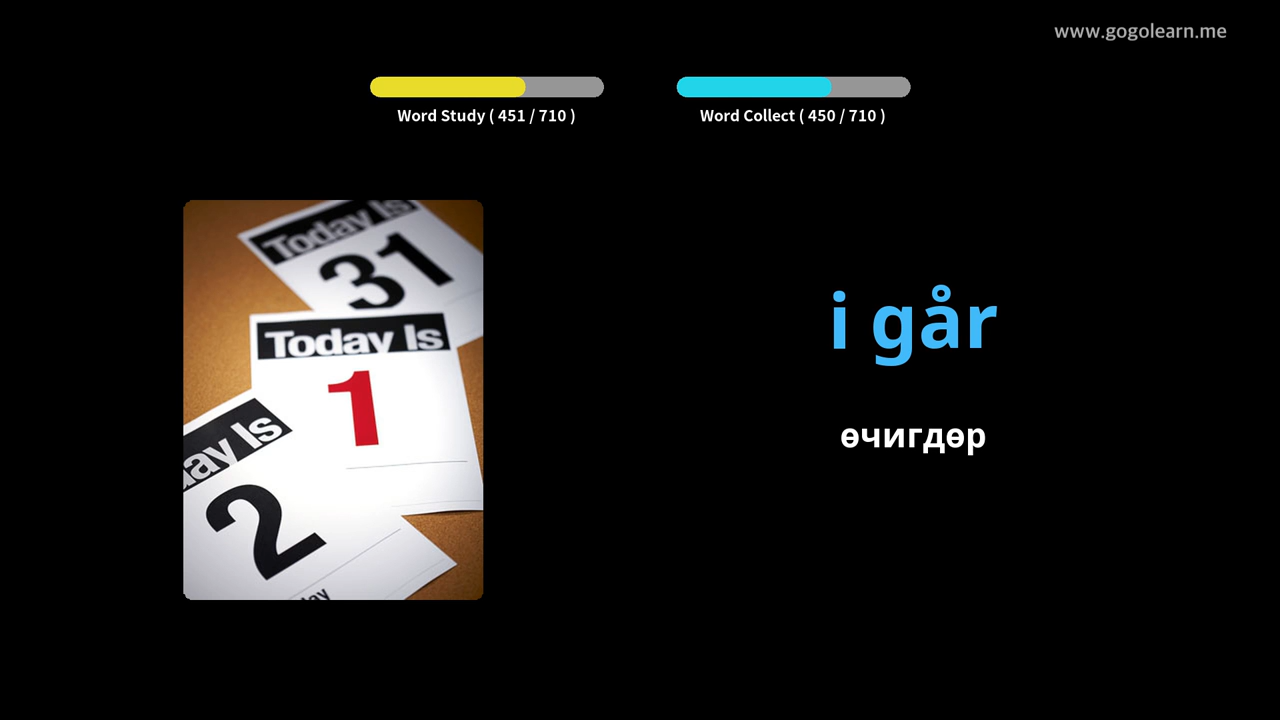 www.gogolearn.me
Word Study ( 451 / 710 )
Word Collect ( 450 / 710 )
Today Is
31
Today Is
1
ay Is
2
i går
өчигдөр